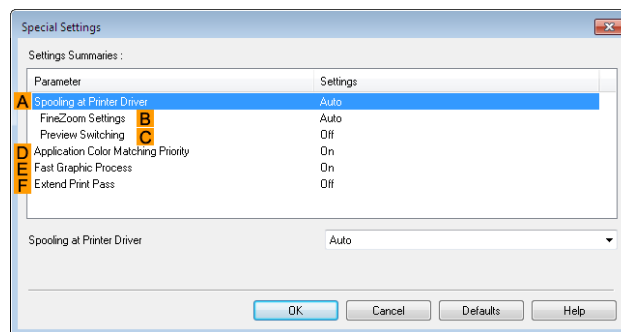 Special Settings
Settings Summaries :
Parameter Settings
A Spooling at Printer Driver Auto
FineZoom Settings B Auto
Preview Switching C Off
D Application Color Matching Priority On
E Fast Graphic Process On
F Extend Print Pass Off
Spooling at Printer Driver Auto
OK Cancel Defaults Help